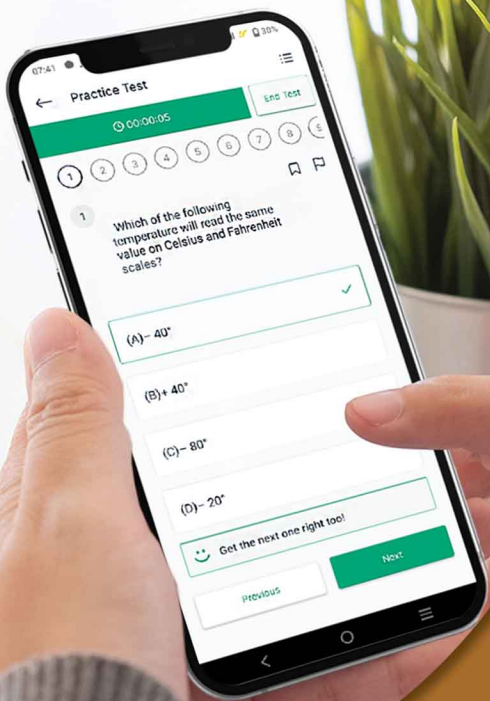 07:41
30%
Practice Test
00:00:05
End Test
1 2 3 4 5 6 7 8
1
Which of the following
temperature will read the same
value on Celsius and Fahrenheit
scales?
(A)– 40°
(B)+ 40°
(C)– 80°
(D)– 20°
Get the next one right too!
Previous
Next